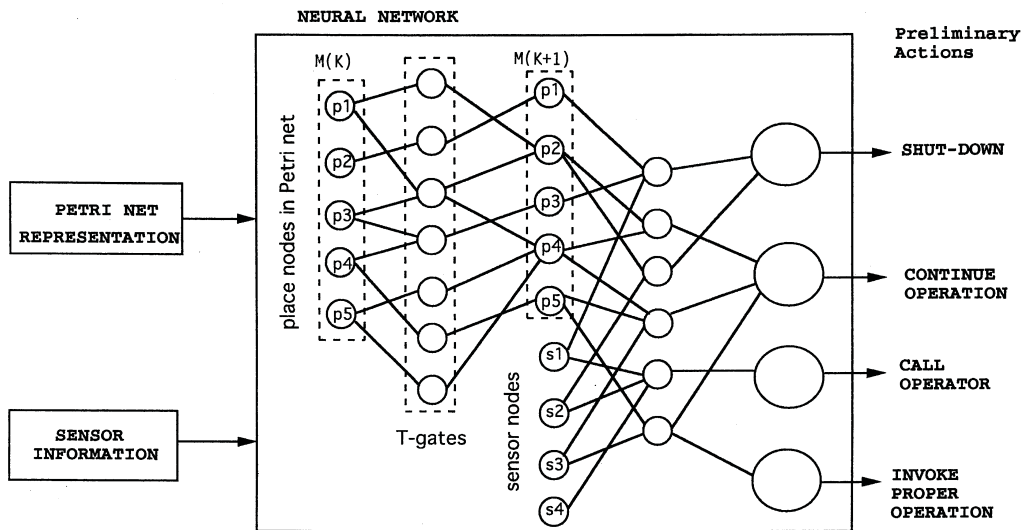 NEURAL NETWORK
Preliminary
Actions
M(K)
M(K+1)
place nodes in Petri net
p1
p2
p3
p4
p5
T-gates
p1
p2
p3
p4
p5
sensor nodes
s1
s2
s3
s4
PETRI NET
REPRESENTATION
SENSOR
INFORMATION
SHUT-DOWN
CONTINUE
OPERATION
CALL
OPERATOR
INVOKE
PROPER
OPERATION